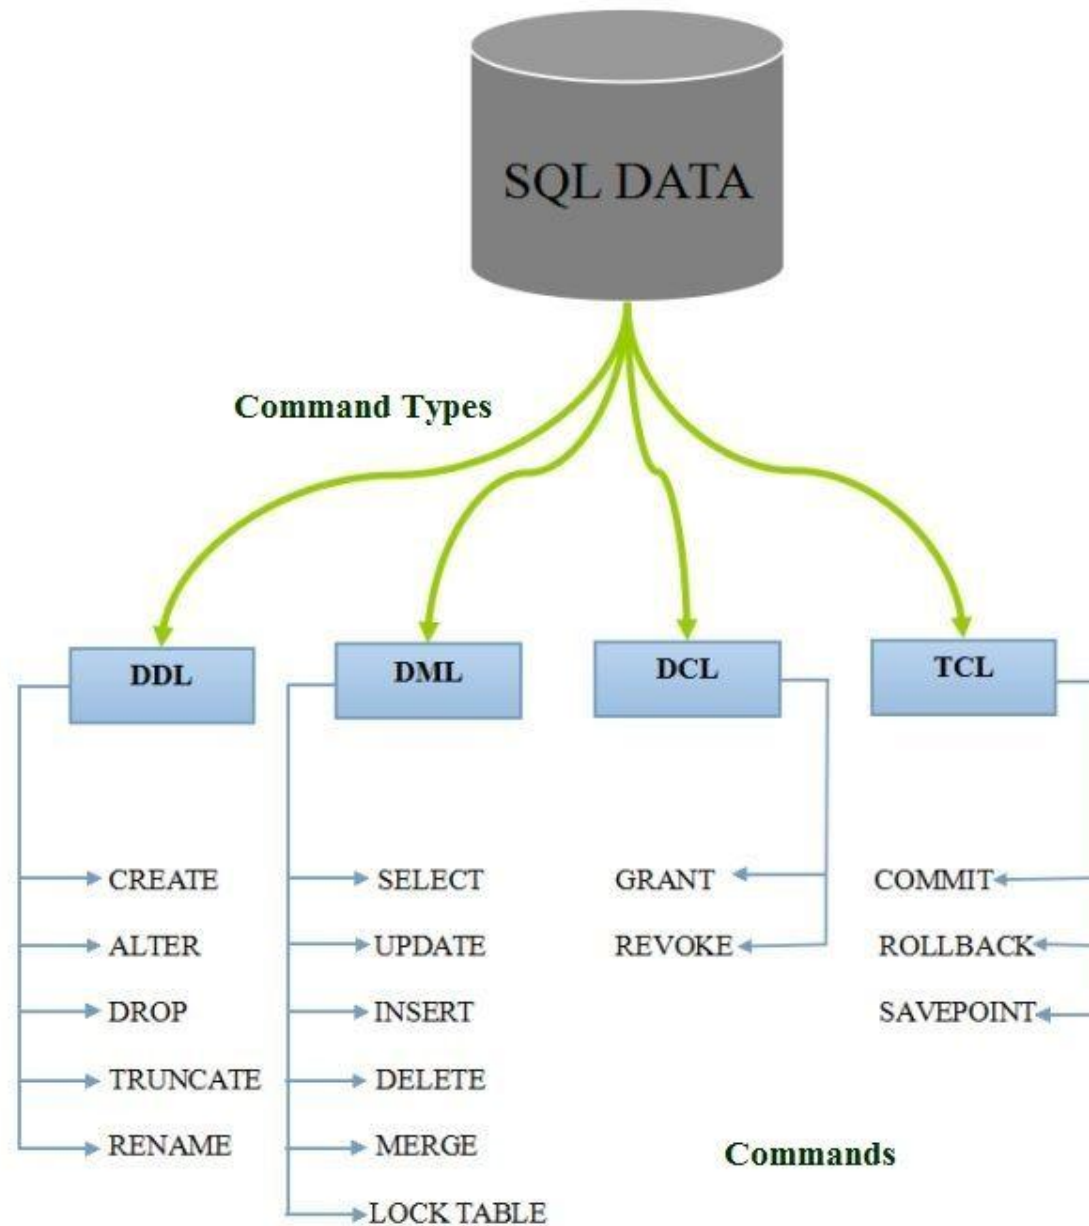 SQL DATA
Command Types
DDL
DML
DCL
TCL
CREATE
ALTER
DROP
TRUNCATE
RENAME
SELECT
UPDATE
INSERT
DELETE
MERGE
LOCK TABLE
GRANT
REVOKE
COMMIT
ROLLBACK
SAVEPOINT
Commands